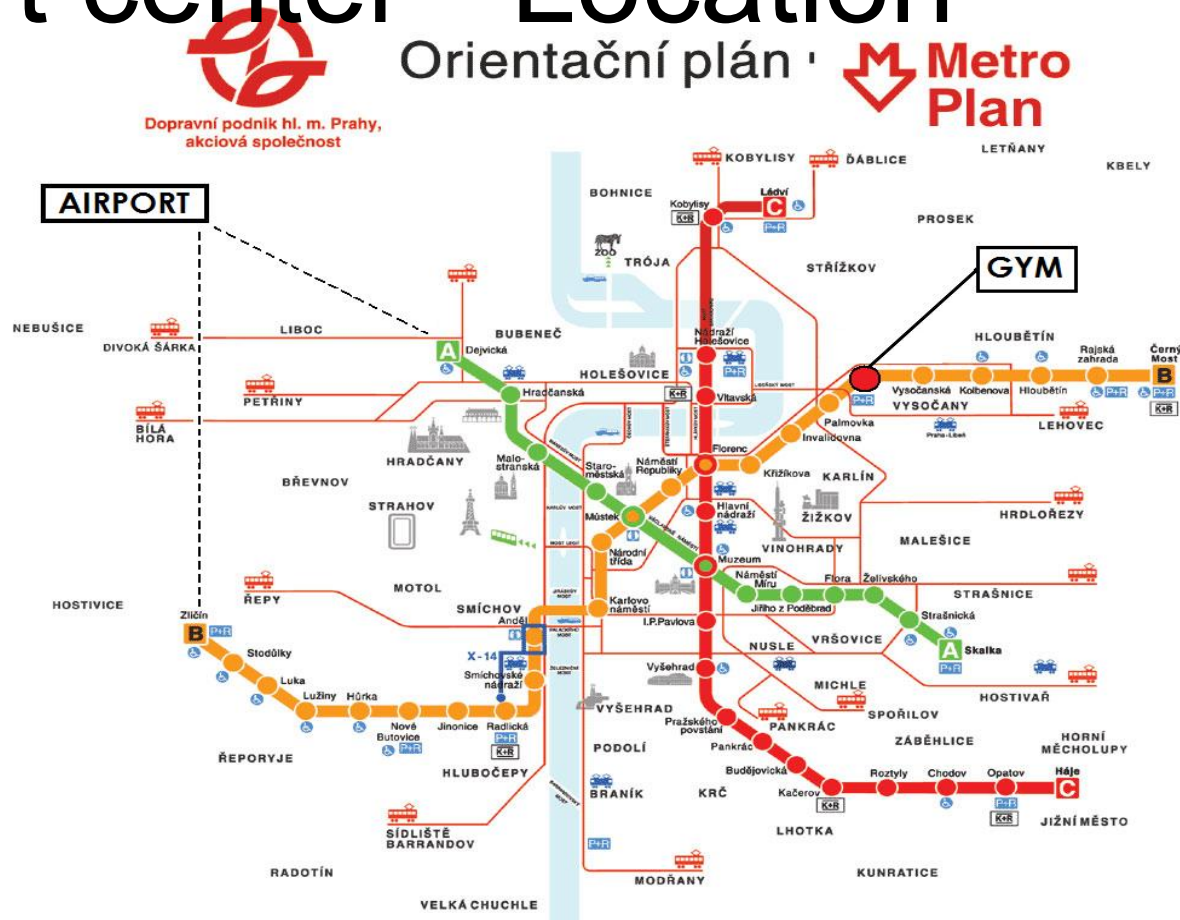 t center - Location
Orientační plán
Metro
Plan
Dopravní podnik hl. m. Prahy,
akciová společnost
AIRPORT
GYM
KOBYLISY
ĎÁBLICE
LETŇANY
KBELY
BOHNICE
Ládví
C
Kobylisy
K+R
P+R
PROSEK
ZOO
TRÓJA
STŘÍŽKOV
NEBUŠICE
LIBOC
BUBENEČ
DIVOKÁ ŠÁRKA
A
Dejvická
HOLEŠOVICE
Nádraží
Holešovice
P+R
HLOUBĚTÍN
Rajská
zahrada
Černý
Most
B
PETŘINY
Hradčanská
K+R
Vltavská
P+R
Vysočanská
Kolbenova
Hloubětín
P+R
P+R
K+R
VYSOČANY
BÍLÁ
HORA
Palmovka
LEHOVEC
Praha-Libeň
Invalidovna
HRADČANY
Malo-
stranská
Staro-
městská
Náměstí
Republiky
Florenc
Křižíkova
KARLÍN
BŘEVNOV
STRAHOV
Můstek
Hlavní
nádraží
ŽIŽKOV
HRDLOŘEZY
VÁCLAVSKÉ NÁMĚSTÍ
MALEŠICE
VINOHRADY
Národní
třída
Muzeum
Náměstí
Míru
Flora
Želivského
MOTOL
STRAŠNICE
HOSTIVICE
ŘEPY
SMÍCHOV
Karlovo
náměstí
Jiřího z Poděbrad
Strašnická
Zličín
B
P+R
Anděl
I.P.Pavlova
VRŠOVICE
NUSLE
A
Skalka
P+R
Stodůlky
X-14
Vyšehrad
Luka
Smíchovské
nádraží
MICHLE
HOSTIVAŘ
Lužiny
Hůrka
VYŠEHRAD
SPOŘILOV
Nové
Butovice
Jinonice
Radlická
Pražského
povstání
PANKRÁC
P+R
P+R
K+R
PODOLÍ
Pankrác
ZÁBĚHLICE
HORNÍ
MĚCHOLUPY
ŘEPORYJE
HLUBOČEPY
Budějovická
Roztyly
Chodov
Opatov
Háje
C
BRANÍK
KRČ
Kačerov
K+R
P+R
K+R
JIŽNÍ MĚSTO
SÍDLIŠTĚ
BARRANDOV
LHOTKA
P+R
RADOTÍN
MODŘANY
KUNRATICE
VELKÁ CHUCHLE